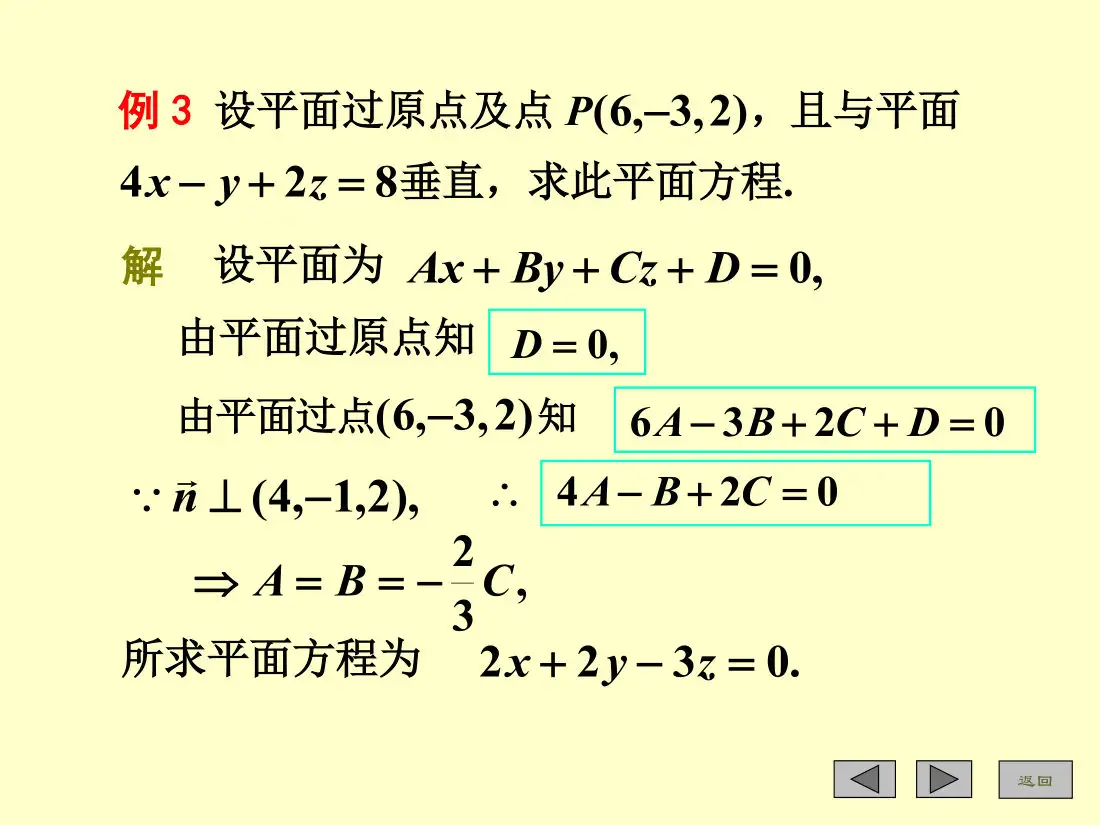 例 3 设平面过原点及点 P(6,−3, 2)，且与平面
4x − y + 2z = 8垂直，求此平面方程.
解 设平面为 Ax + By + Cz + D = 0,
由平面过原点知 D = 0,
由平面过点(6,−3, 2)知 6A − 3B + 2C + D = 0
∵ n⃗ ⊥ (4,−1,2), ∴ 4A − B + 2C = 0
⇒ A = B = −2/3 C,
所求平面方程为 2x + 2y − 3z = 0.
返回